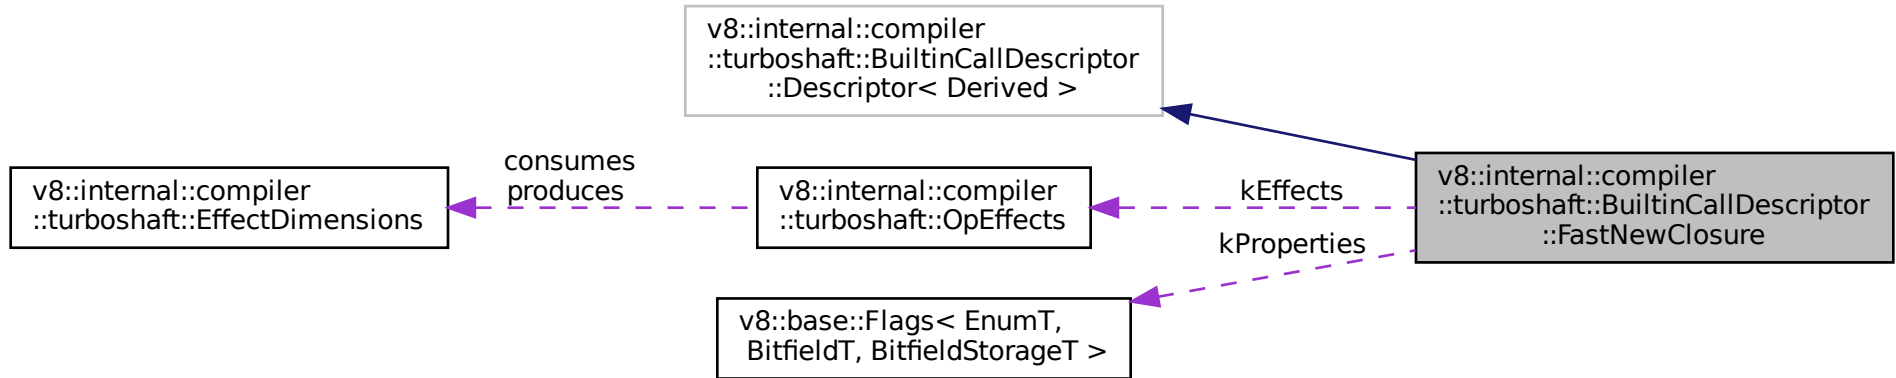 v8::internal::compiler
::turboshaft::BuiltinCallDescriptor
::Descriptor< Derived >
v8::internal::compiler
::turboshaft::EffectDimensions
consumes
produces
v8::internal::compiler
::turboshaft::OpEffects
kEffects
kProperties
v8::internal::compiler
::turboshaft::BuiltinCallDescriptor
::FastNewClosure
v8::base::Flags< EnumT,
BitfieldT, BitfieldStorageT >